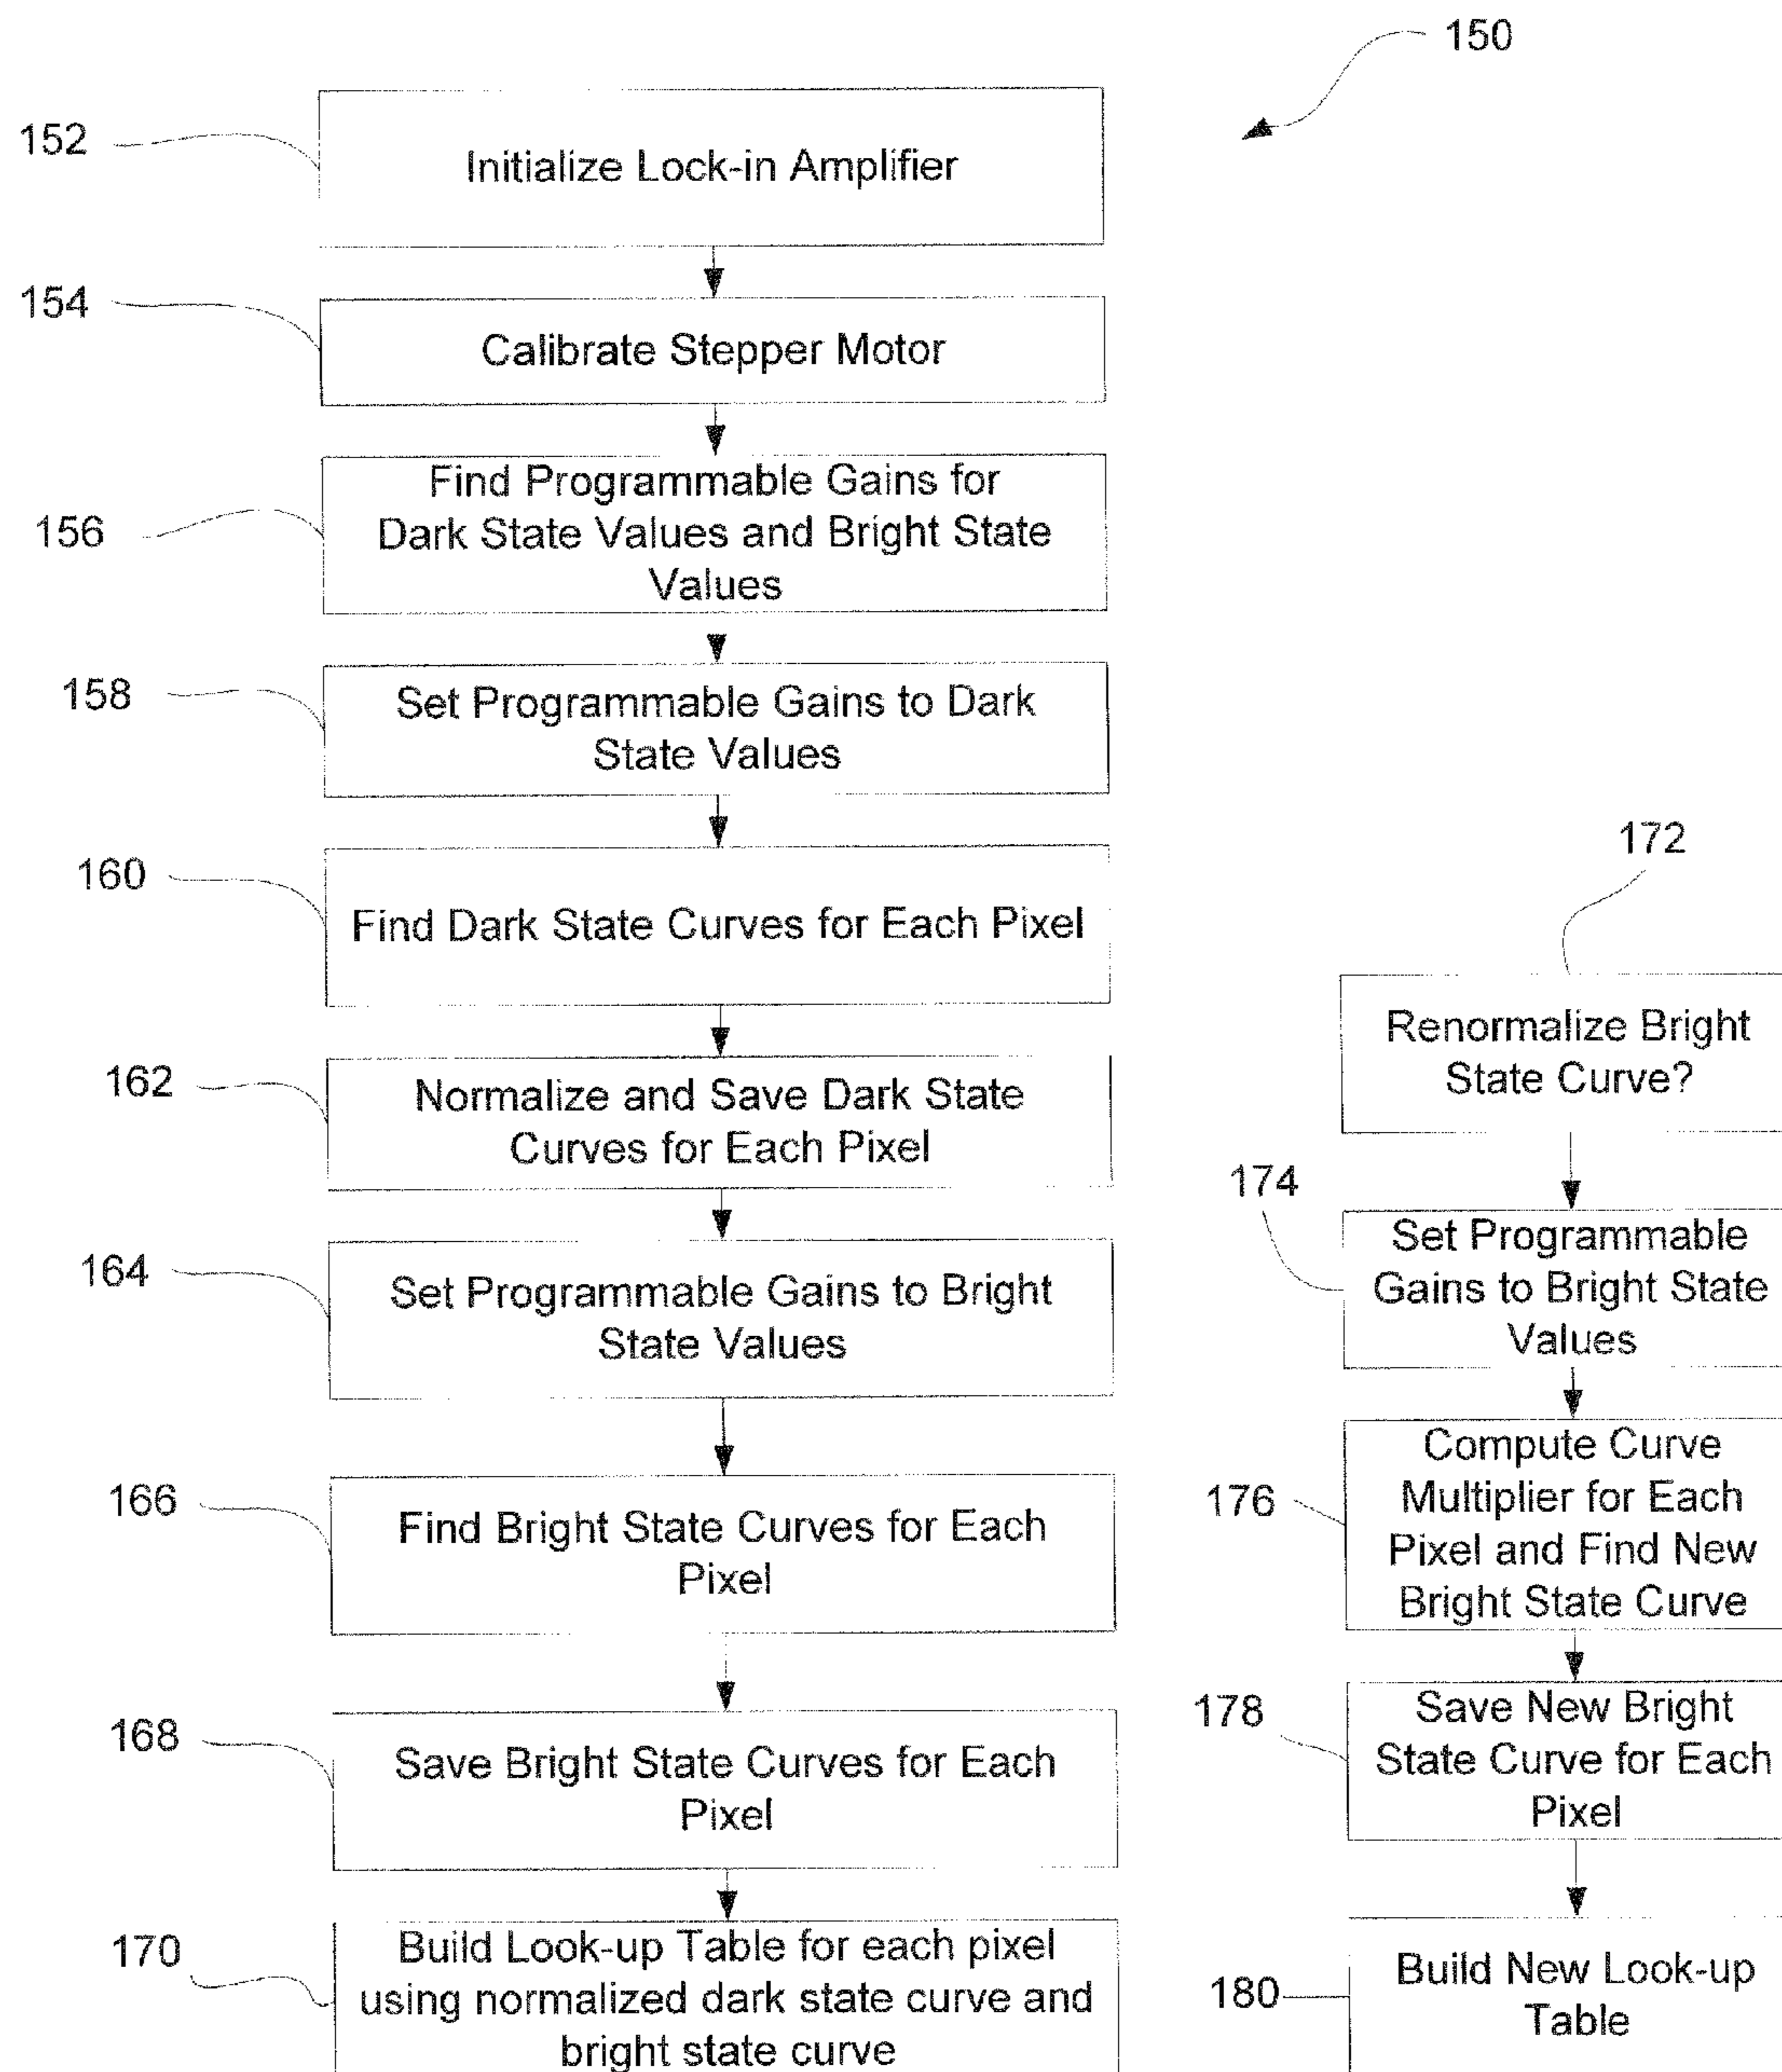 150
152
Initialize Lock-in Amplifier
154
Calibrate Stepper Motor
156
Find Programmable Gains for
Dark State Values and Bright State
Values
158
Set Programmable Gains to Dark
State Values
160
Find Dark State Curves for Each Pixel
162
Normalize and Save Dark State
Curves for Each Pixel
164
Set Programmable Gains to Bright
State Values
166
Find Bright State Curves for Each
Pixel
168
Save Bright State Curves for Each
Pixel
170
Build Look-up Table for each pixel
using normalized dark state curve and
bright state curve
172
Renormalize Bright
State Curve?
174
Set Programmable
Gains to Bright State
Values
176
Compute Curve
Multiplier for Each
Pixel and Find New
Bright State Curve
178
Save New Bright
State Curve for Each
Pixel
180
Build New Look-up
Table